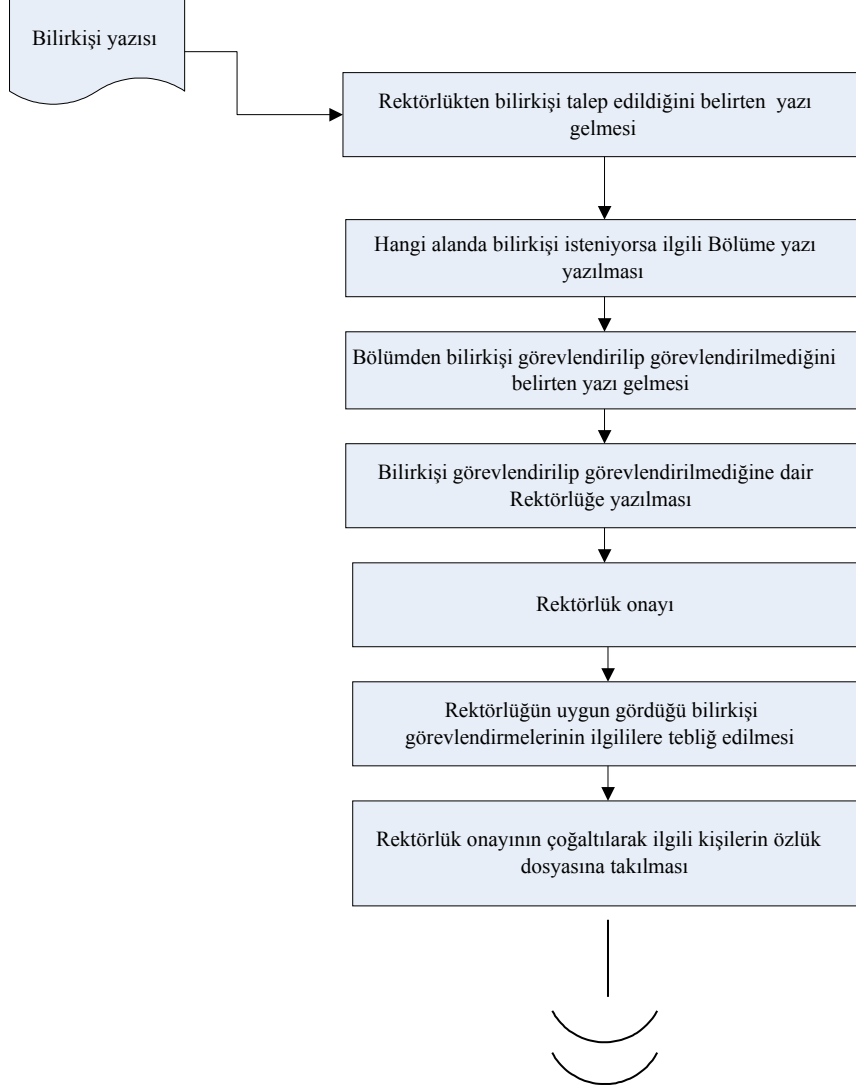 Bilirkişi yazısı
Rektörlükten bilirkişi talep edildiğini belirten yazı
gelmesi
Hangi alanda bilirkişi isteniyorsa ilgili Bölüme yazı
yazılması
Bölümden bilirkişi görevlendirilip görevlendirilmediğini
belirten yazı gelmesi
Bilirkişi görevlendirilip görevlendirilmediğine dair
Rektörlüğe yazılması
Rektörlük onayı
Rektörlüğün uygun gördüğü bilirkişi
görevlendirmelerinin ilgililere tebliğ edilmesi
Rektörlük onayının çoğaltılarak ilgili kişilerin özlük
dosyasına takılması